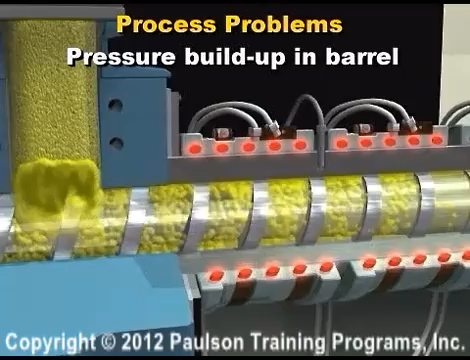 Process Problems
Pressure build-up in barrel
Copyright © 2012 Paulson Training Programs, Inc.